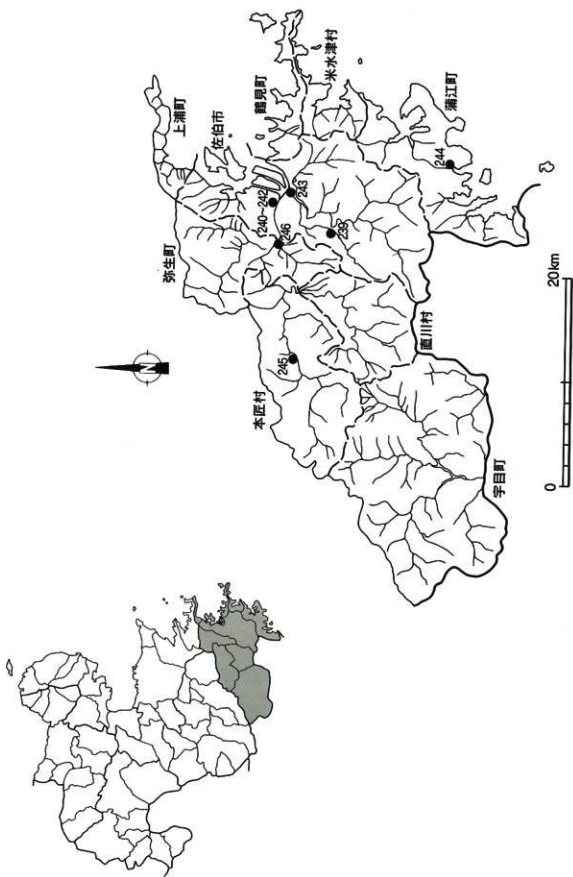 上浦町
佐伯市
鶴見町
米水津村
弥生町
240~242
243
246
239
蒲江町
244
本匠村
245
直川村
宇目町
N
0
20km